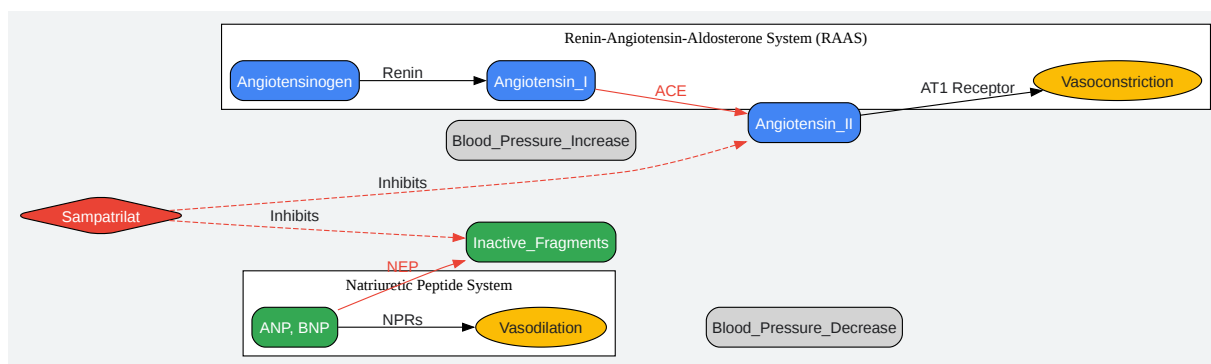 Renin-Angiotensin-Aldosterone System (RAAS)
Angiotensinogen
Renin
Angiotensin_I
ACE
Angiotensin_II
AT1 Receptor
Vasoconstriction
Blood_Pressure_Increase
Sampatrilat
Inhibits
Inhibits
Inactive_Fragments
NEP
Natriuretic Peptide System
ANP, BNP
NPRs
Vasodilation
Blood_Pressure_Decrease